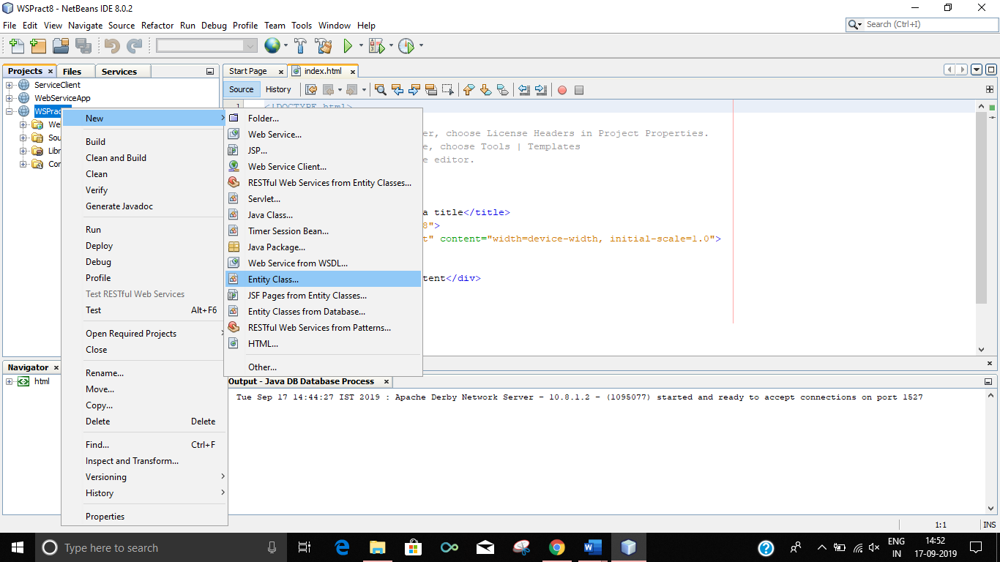 WSPract8 - NetBeans IDE 8.0.2
File Edit View Navigate Source Refactor Run Debug Profile Team Tools Window Help
Search (Ctrl+I)
Projects Files Services
ServiceClient
WebServiceApp
WSPrac
We
Sou
Libr
Cor
Start Page index.html
Source History
1 <!DOCTYPE html>
er, choose License Headers in Project Properties.
e, choose Tools | Templates
e editor.
a title</title>
8">
t" content="width=device-width, initial-scale=1.0">
tent</div>
New
Build
Clean and Build
Clean
Verify
Generate Javadoc
Run
Deploy
Debug
Profile
Test RESTful Web Services
Test Alt+F6
Open Required Projects
Close
Rename...
Move...
Copy...
Delete Delete
Find... Ctrl+F
Inspect and Transform...
Versioning
History
Properties
Folder...
Web Service...
JSP...
Web Service Client...
RESTful Web Services from Entity Classes...
Servlet...
Java Class...
Timer Session Bean...
Java Package...
Web Service from WSDL...
Entity Class...
JSF Pages from Entity Classes...
Entity Classes from Database...
RESTful Web Services from Patterns...
HTML...
Other...
Navigator
html
Output - Java DB Database Process
Tue Sep 17 14:44:27 IST 2019 : Apache Derby Network Server - 10.8.1.2 - (1095077) started and ready to accept connections on port 1527
1:1 INS
Type here to search
ENG
IN
14:52
17-09-2019